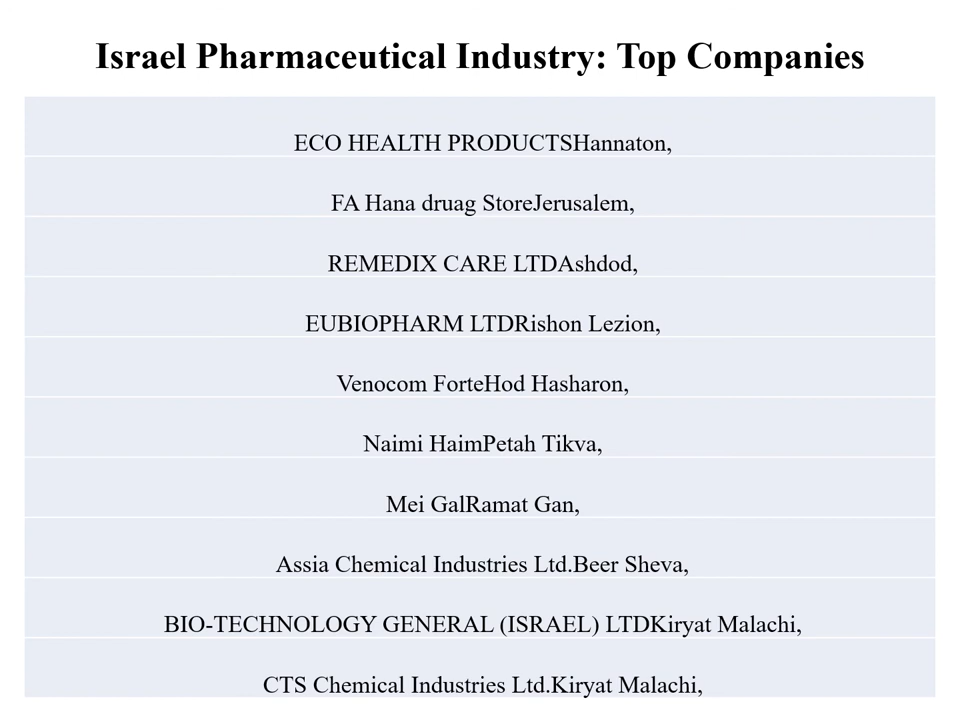 Israel Pharmaceutical Industry: Top Companies
ECO HEALTH PRODUCTSHannaton,
FA Hana druag StoreJerusalem,
REMEDIX CARE LTDAshdod,
EUBIOPHARM LTDRishon Lezion,
Venocom ForteHod Hasharon,
Naimi HaimPetah Tikva,
Mei GalRamat Gan,
Assia Chemical Industries Ltd.Beer Sheva,
BIO-TECHNOLOGY GENERAL (ISRAEL) LTDKiryat Malachi,
CTS Chemical Industries Ltd.Kiryat Malachi,